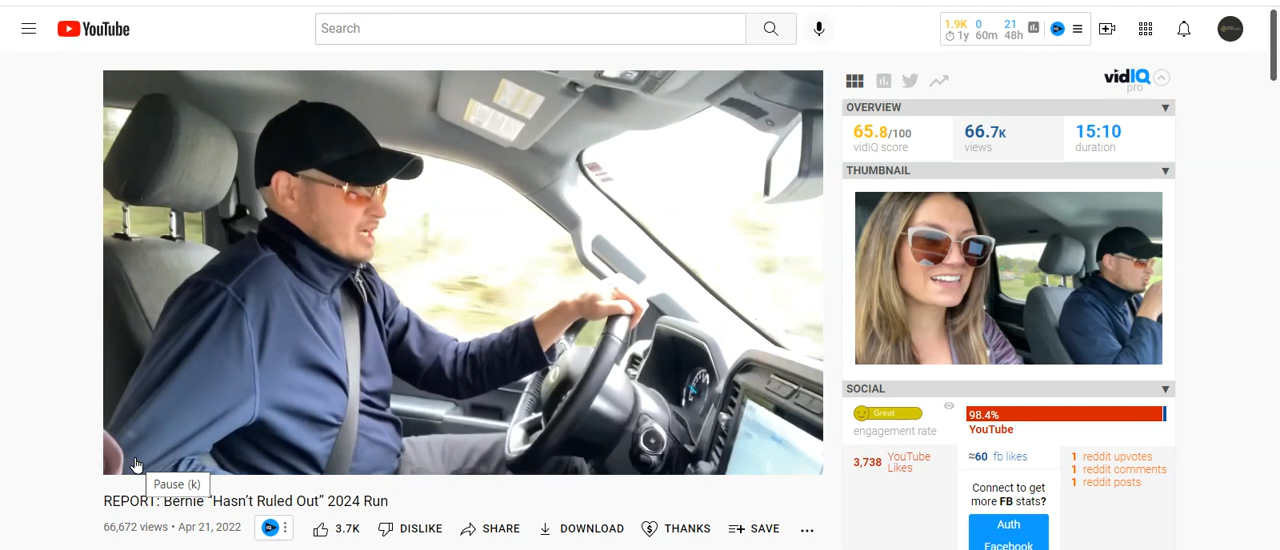 YouTube
Search
1.9K 0 21
1y 60m 48h
vidIQ
pro
OVERVIEW ▼
65.8/100 66.7K 15:10
vidIQ score views duration
THUMBNAIL ▼
SOCIAL ▼
Great
engagement rate
98.4%
YouTube
3,738 YouTube Likes
≈60 fb likes
1 reddit upvotes
1 reddit comments
1 reddit posts
Connect to get
more FB stats?
Auth
Facebook
Pause (k)
REPORT: Bernie “Hasn’t Ruled Out” 2024 Run
66,672 views • Apr 21, 2022
3.7K DISLIKE SHARE DOWNLOAD THANKS SAVE ...